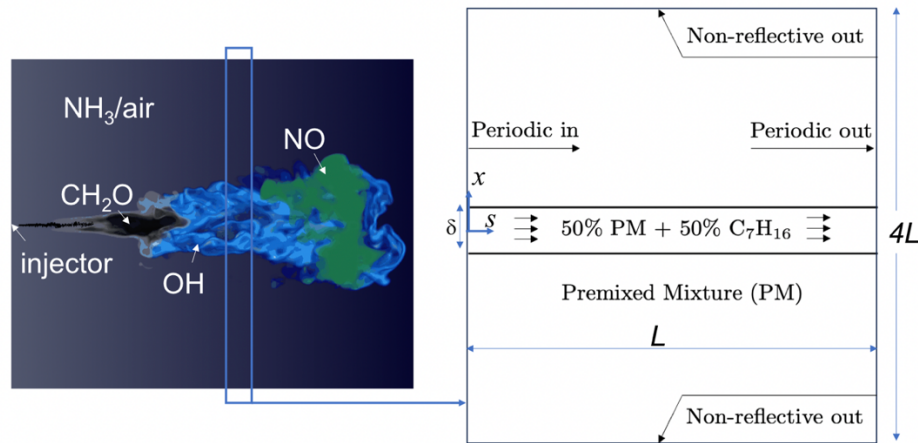 NH₃/air
NO
CH₂O
injector
OH
Non-reflective out
Periodic in
Periodic out
x
δ
s
50% PM + 50% C₇H₁₆
4L
Premixed Mixture (PM)
L
Non-reflective out